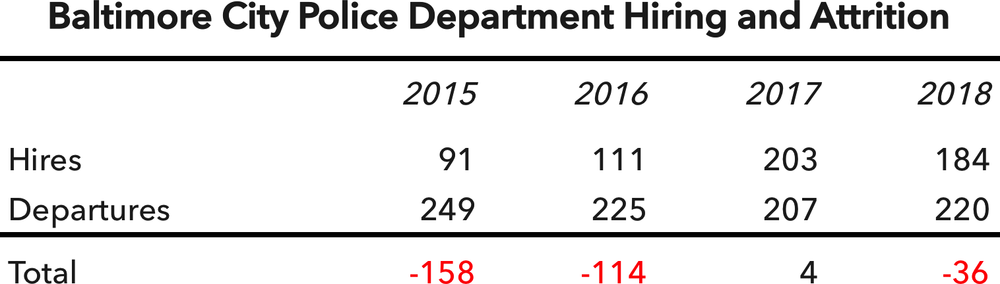 Baltimore City Police Department Hiring and Attrition
2015 2016 2017 2018
Hires 91 111 203 184
Departures 249 225 207 220
Total -158 -114 4 -36